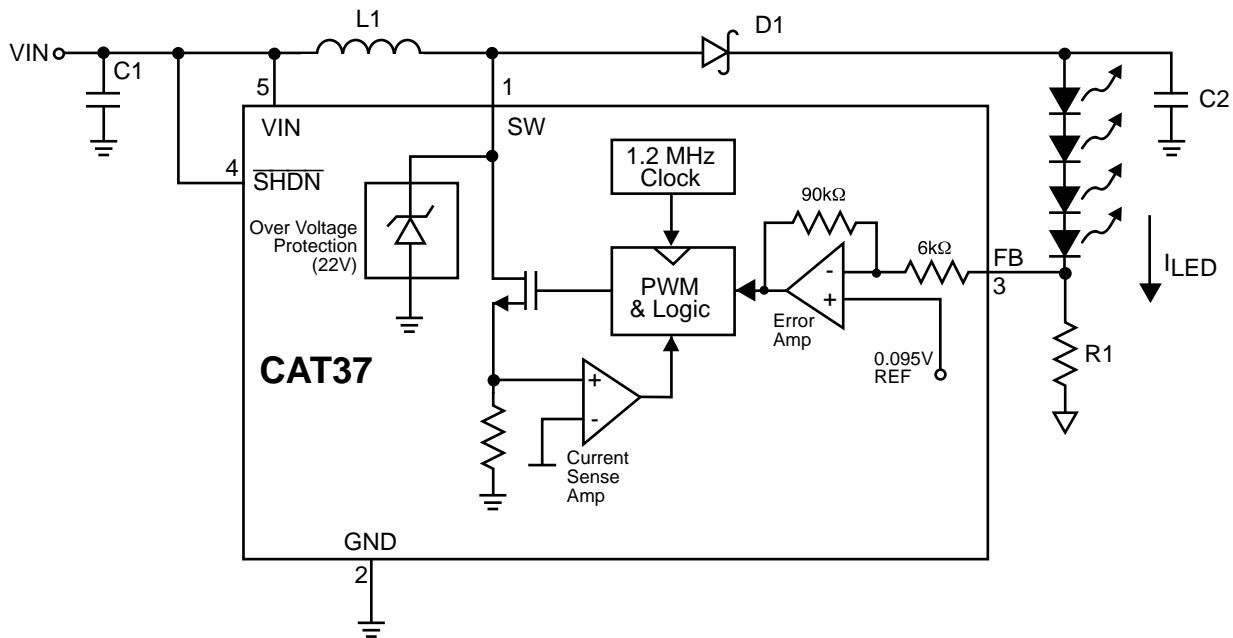 L1
D1
VIN
C1
5
1
C2
VIN
SW
4
SHDN
1.2 MHz
Clock
90kΩ
Over Voltage
Protection
(22V)
6kΩ
FB
3
ILED
PWM
& Logic
-
+
Error
Amp
0.095V
REF
R1
CAT37
+
-
Current
Sense
Amp
GND
2